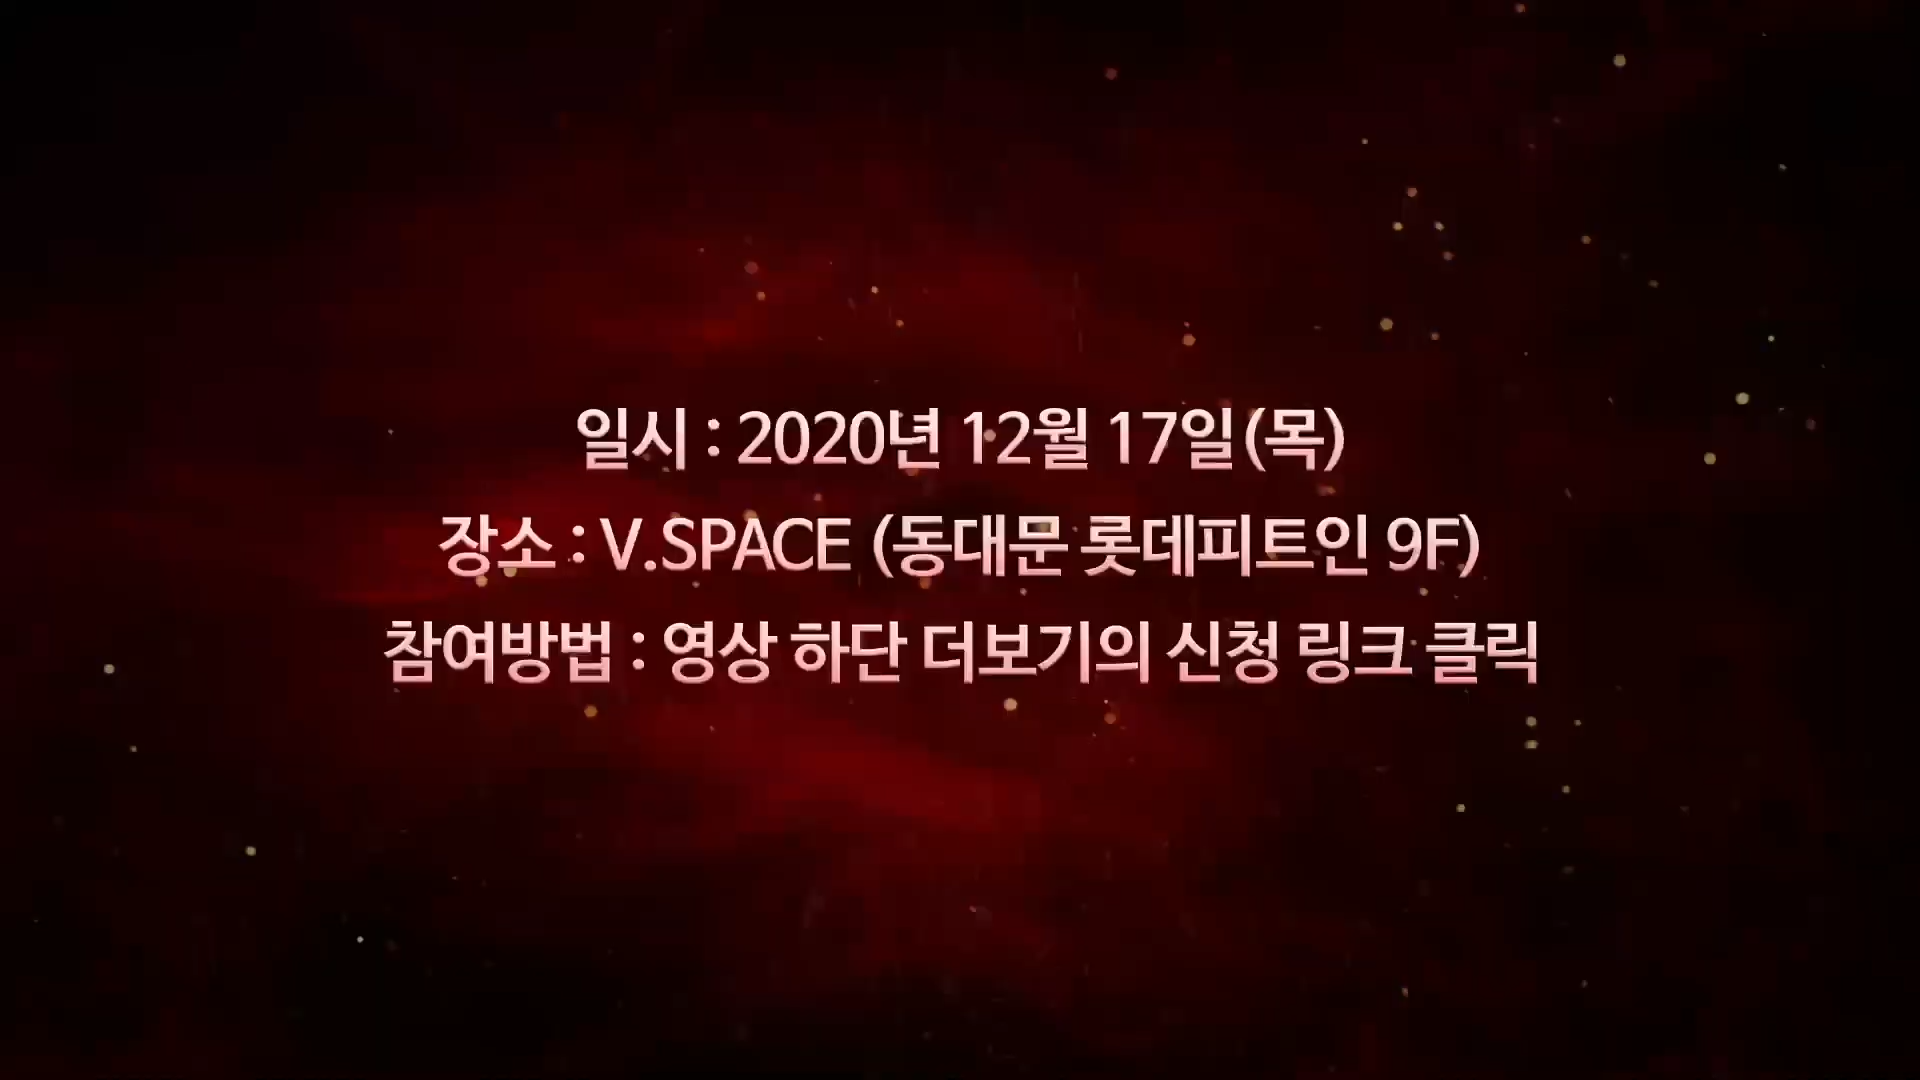 일시 : 2020년 12월 17일(목)
장소 : V.SPACE (동대문 롯데피트인 9F)
참여방법 : 영상 하단 더보기의 신청 링크 클릭